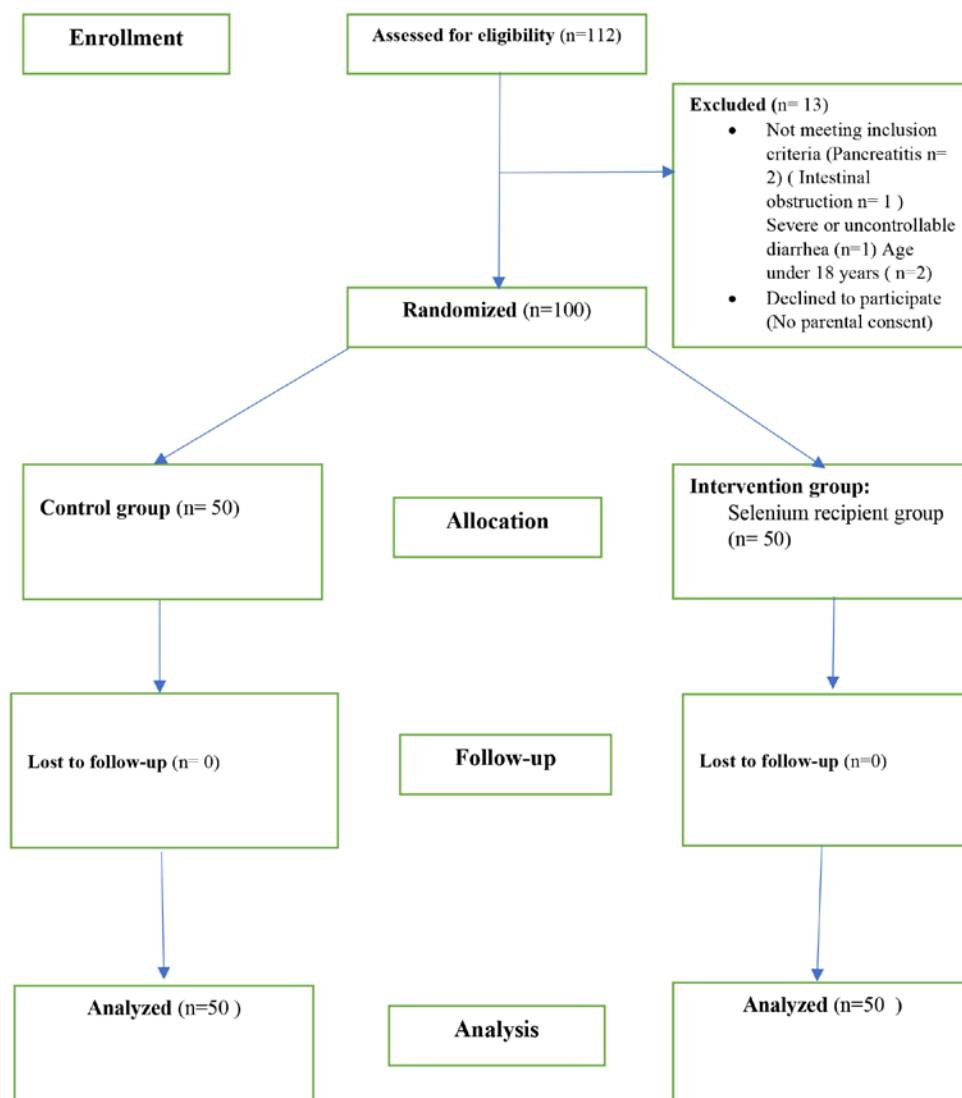 Enrollment
Assessed for eligibility (n=112)
Excluded (n= 13)
• Not meeting inclusion
criteria (Pancreatitis n=
2) ( Intestinal
obstruction n= 1 )
Severe or uncontrollable
diarrhea (n=1) Age
under 18 years ( n=2)
• Declined to participate
(No parental consent)
Randomized (n=100)
Control group (n= 50)
Allocation
Intervention group:
Selenium recipient group
(n= 50)
Lost to follow-up (n= 0)
Follow-up
Lost to follow-up (n=0)
Analyzed (n=50 )
Analysis
Analyzed (n=50 )